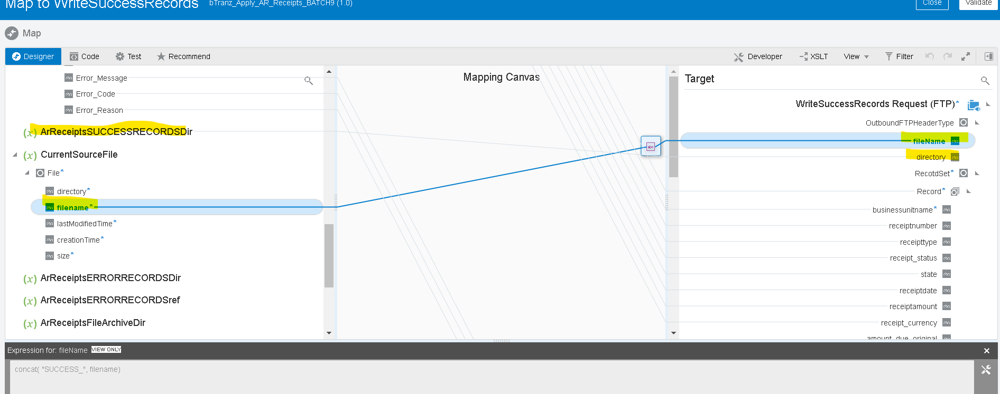 Map to WriteSuccessRecords bTranz_Apply_AR_Receipts_BATCH9 (1.0) Close Validate
Map
Designer Code Test Recommend Developer XSLT View Filter
Mapping Canvas
Target
Error_Message
Error_Code
Error_Reason
(x) ArReceiptsSUCCESSRECORDSDir
(x) CurrentSourceFile
File*
directory*
filename*
lastModifiedTime*
creationTime*
size*
(x) ArReceiptsERRORRECORDSDir
(x) ArReceiptsERRORRECORDSref
(x) ArReceiptsFileArchiveDir
WriteSuccessRecords Request (FTP)*
OutboundFTPHeaderType
fileName
directory
RecotdSet*
Record*
businessunitname*
receiptnumber
receipttype
receipt_status
state
receiptdate
receiptamount
receipt_currency
amount_due_original
Expression for: fileName VIEW ONLY
concat( "SUCCESS_", filename)